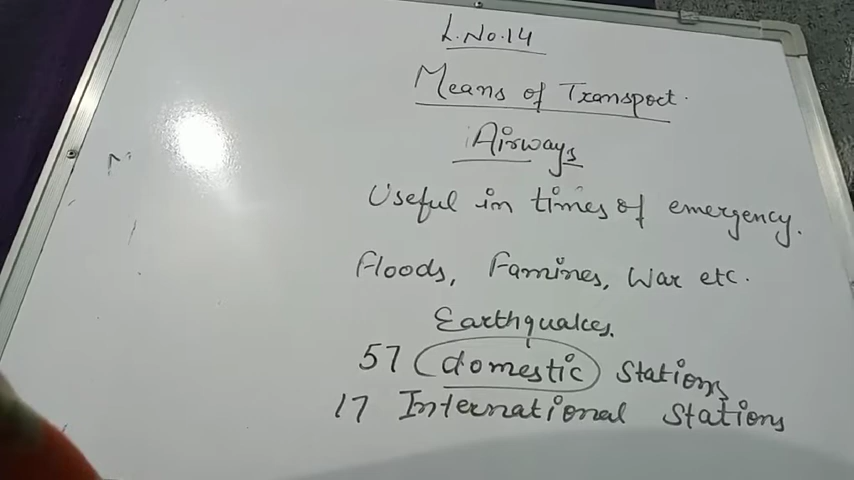 L.No.14
Means of Transport.
Airways
Useful in times of emergency.
Floods, Famines, War etc.
Earthquakes.
57 domestic Stations
17 International Stations